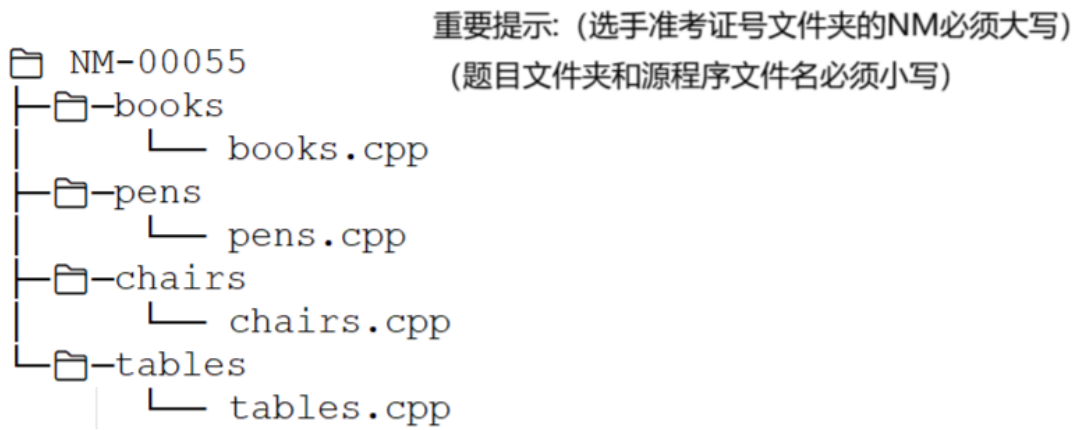 重要提示:（选手准考证号文件夹的NM必须大写）
（题目文件夹和源程序文件名必须小写）
NM-00055
books
books.cpp
pens
pens.cpp
chairs
chairs.cpp
tables
tables.cpp